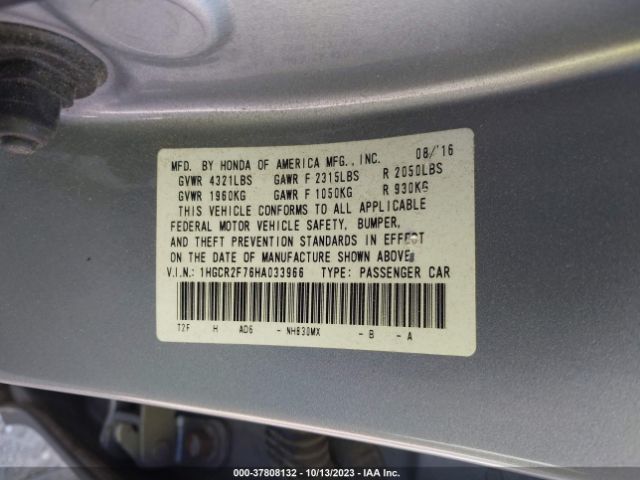 MFD. BY HONDA OF AMERICA MFG., INC. 08/'16
GVWR 4321LBS GAWR F 2315LBS R 2050LBS
GVWR 1960KG GAWR F 1050KG R 930KG
THIS VEHICLE CONFORMS TO ALL APPLICABLE
FEDERAL MOTOR VEHICLE SAFETY, BUMPER,
AND THEFT PREVENTION STANDARDS IN EFFECT
ON THE DATE OF MANUFACTURE SHOWN ABOVE.
V.I.N.: 1HGCR2F76HA033966 TYPE: PASSENGER CAR
T2F H AD6 - NH830MX - B - A
000-37808132 - 10/13/2023 - IAA Inc.